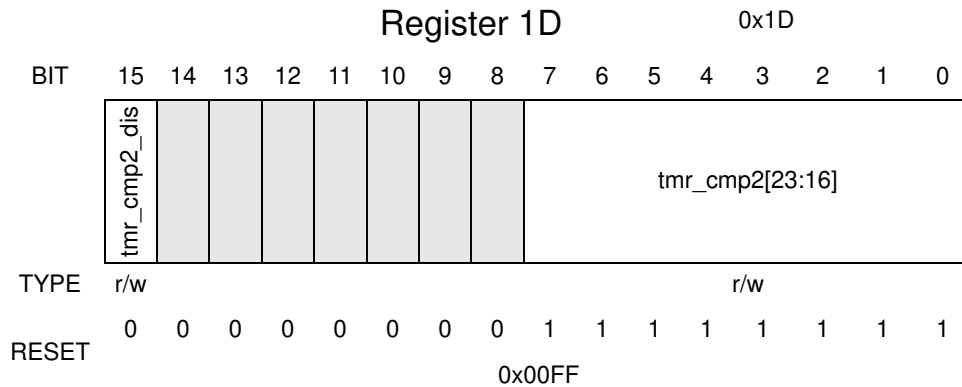 Register 1D 0x1D
BIT 15 14 13 12 11 10 9 8 7 6 5 4 3 2 1 0
tmr_cmp2_dis
tmr_cmp2[23:16]
TYPE r/w r/w
RESET 0 0 0 0 0 0 0 0 1 1 1 1 1 1 1 1
0x00FF